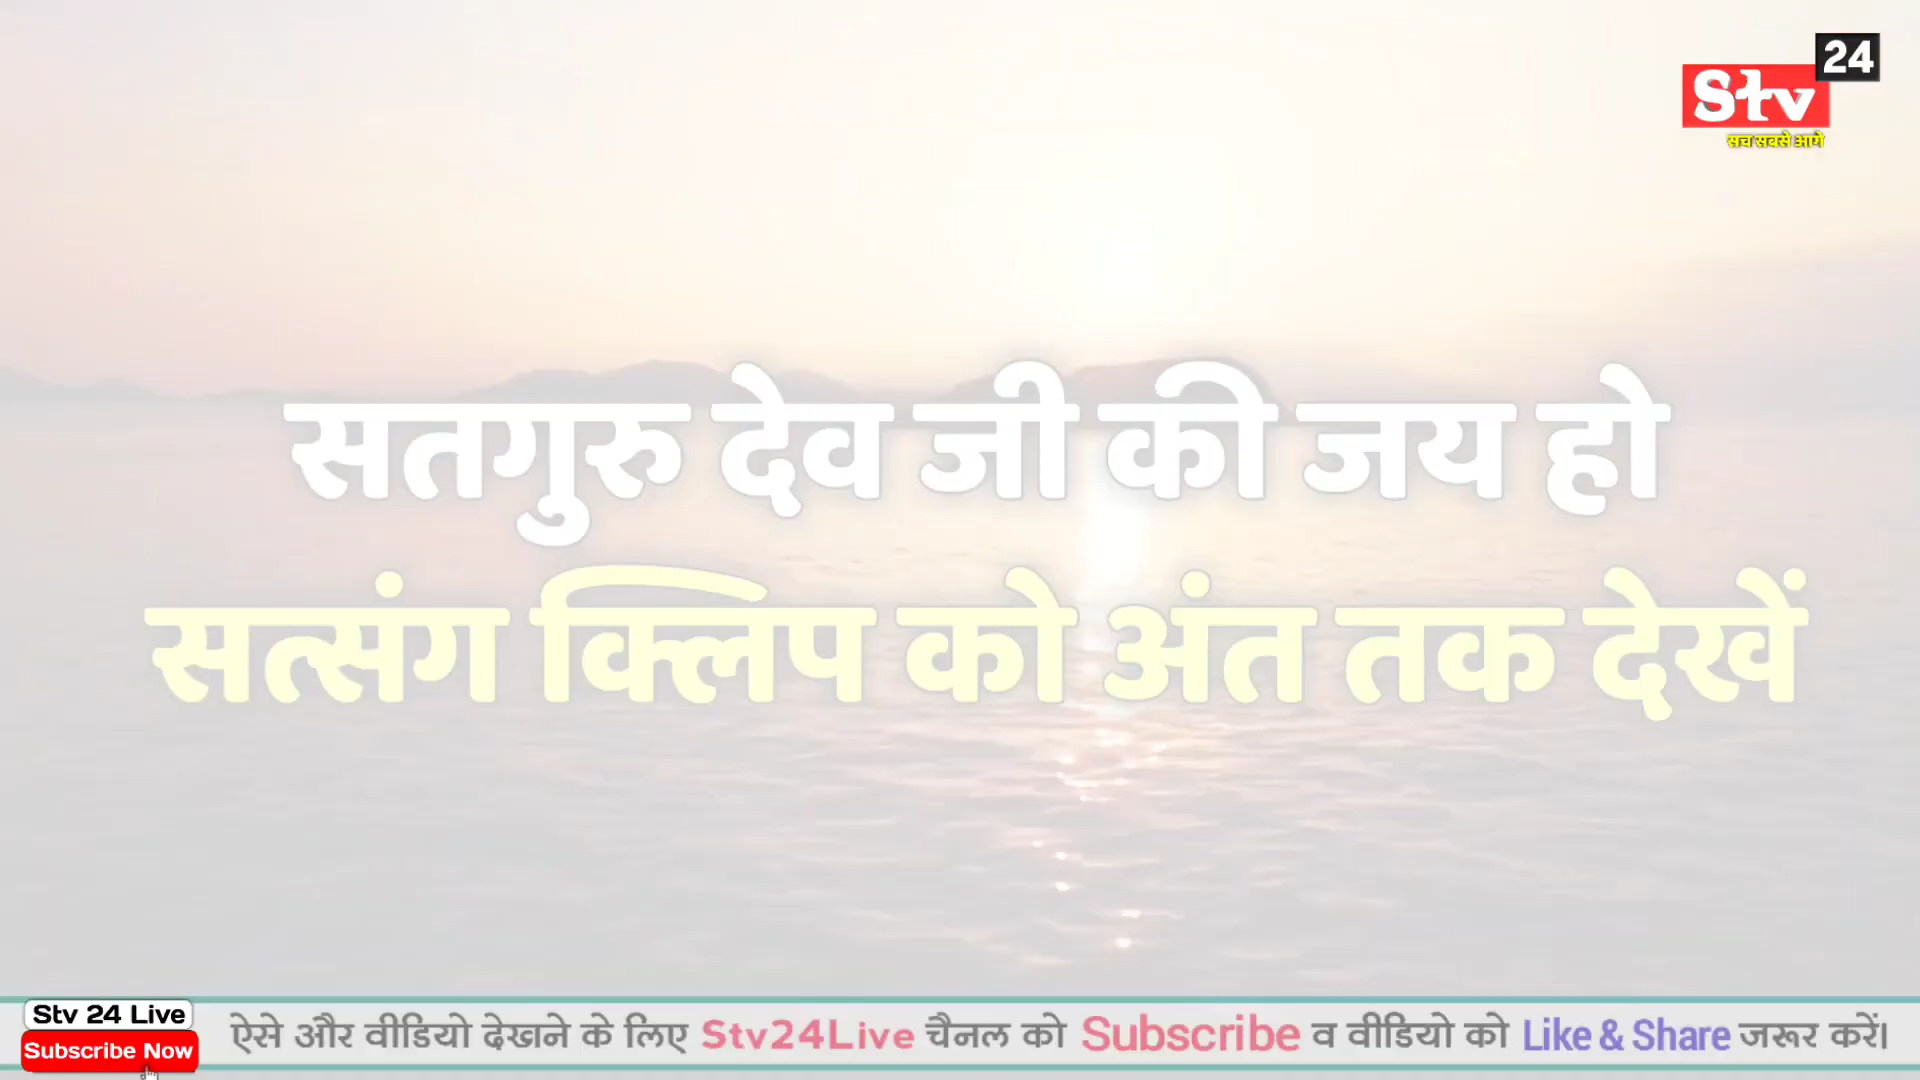 24
Stv
सच सबसे आगे
सतगुरु देव जी की जय हो
सत्संग क्लिप को अंत तक देखें
Stv 24 Live
Subscribe Now
ऐसे और वीडियो देखने के लिए Stv24Live चैनल को Subscribe व वीडियो को Like & Share जरूर करें।